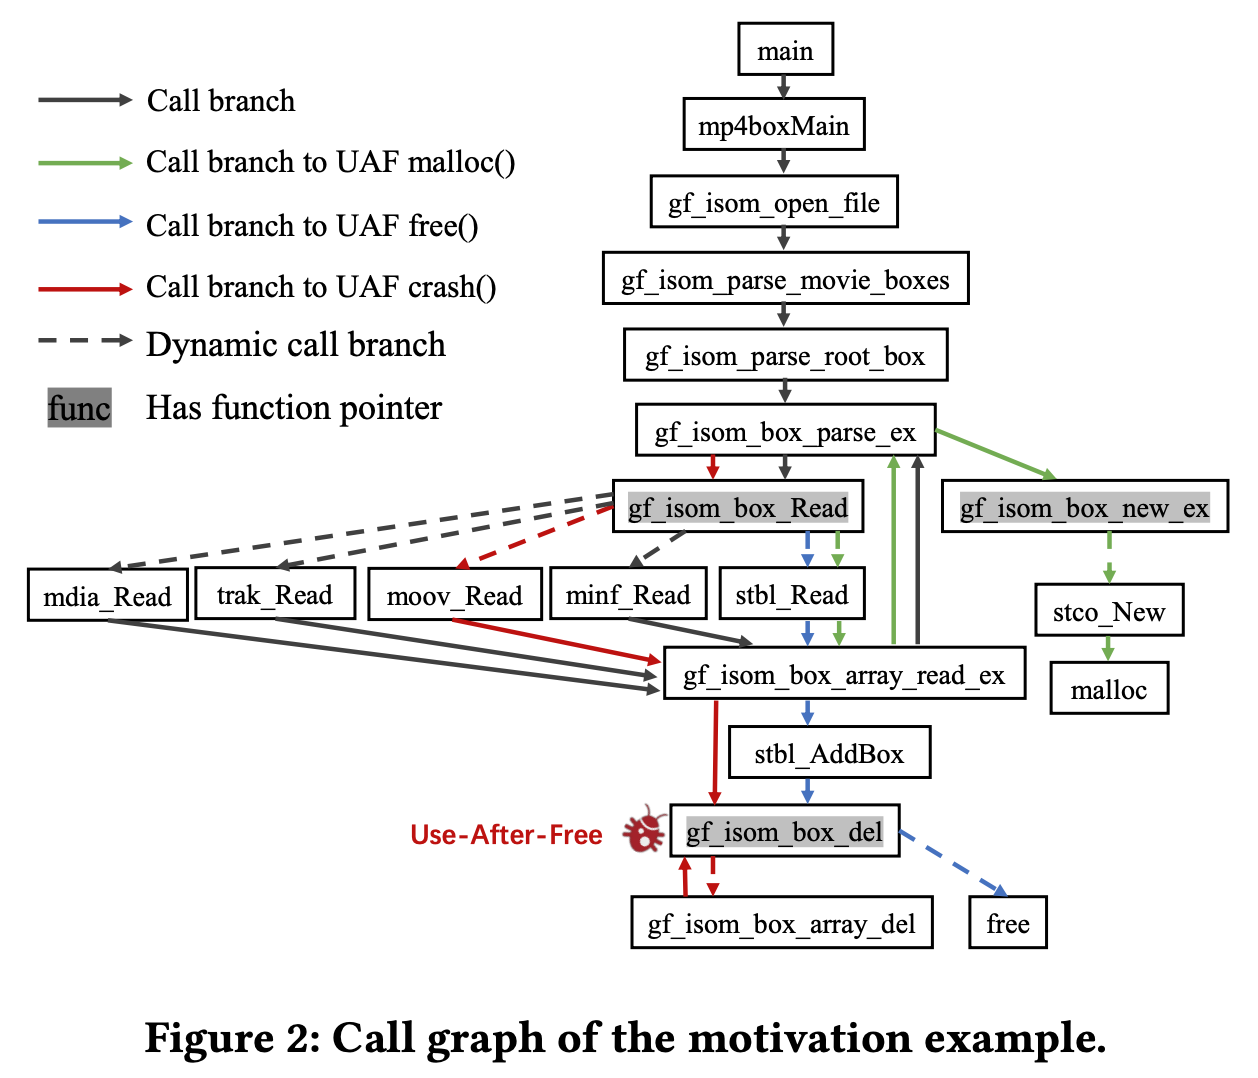 main
Call branch
mp4boxMain
Call branch to UAF malloc()
gf_isom_open_file
Call branch to UAF free()
gf_isom_parse_movie_boxes
Call branch to UAF crash()
Dynamic call branch
gf_isom_parse_root_box
func Has function pointer
gf_isom_box_parse_ex
gf_isom_box_Read
gf_isom_box_new_ex
mdia_Read
trak_Read
moov_Read
minf_Read
stbl_Read
stco_New
gf_isom_box_array_read_ex
malloc
stbl_AddBox
Use-After-Free
gf_isom_box_del
gf_isom_box_array_del
free
Figure 2: Call graph of the motivation example.